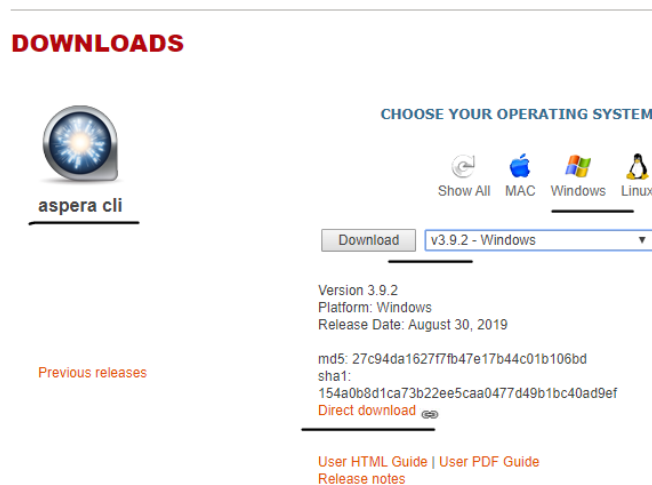 DOWNLOADS
CHOOSE YOUR OPERATING SYSTEM
Show All MAC Windows Linux
aspera cli
Download v3.9.2 - Windows
Version 3.9.2
Platform: Windows
Release Date: August 30, 2019
md5: 27c94da1627f7fb47e17b44c01b106bd
Previous releases
sha1:
154a0b8d1ca73b22ee5caa0477d49b1bc40ad9ef
Direct download
User HTML Guide | User PDF Guide
Release notes